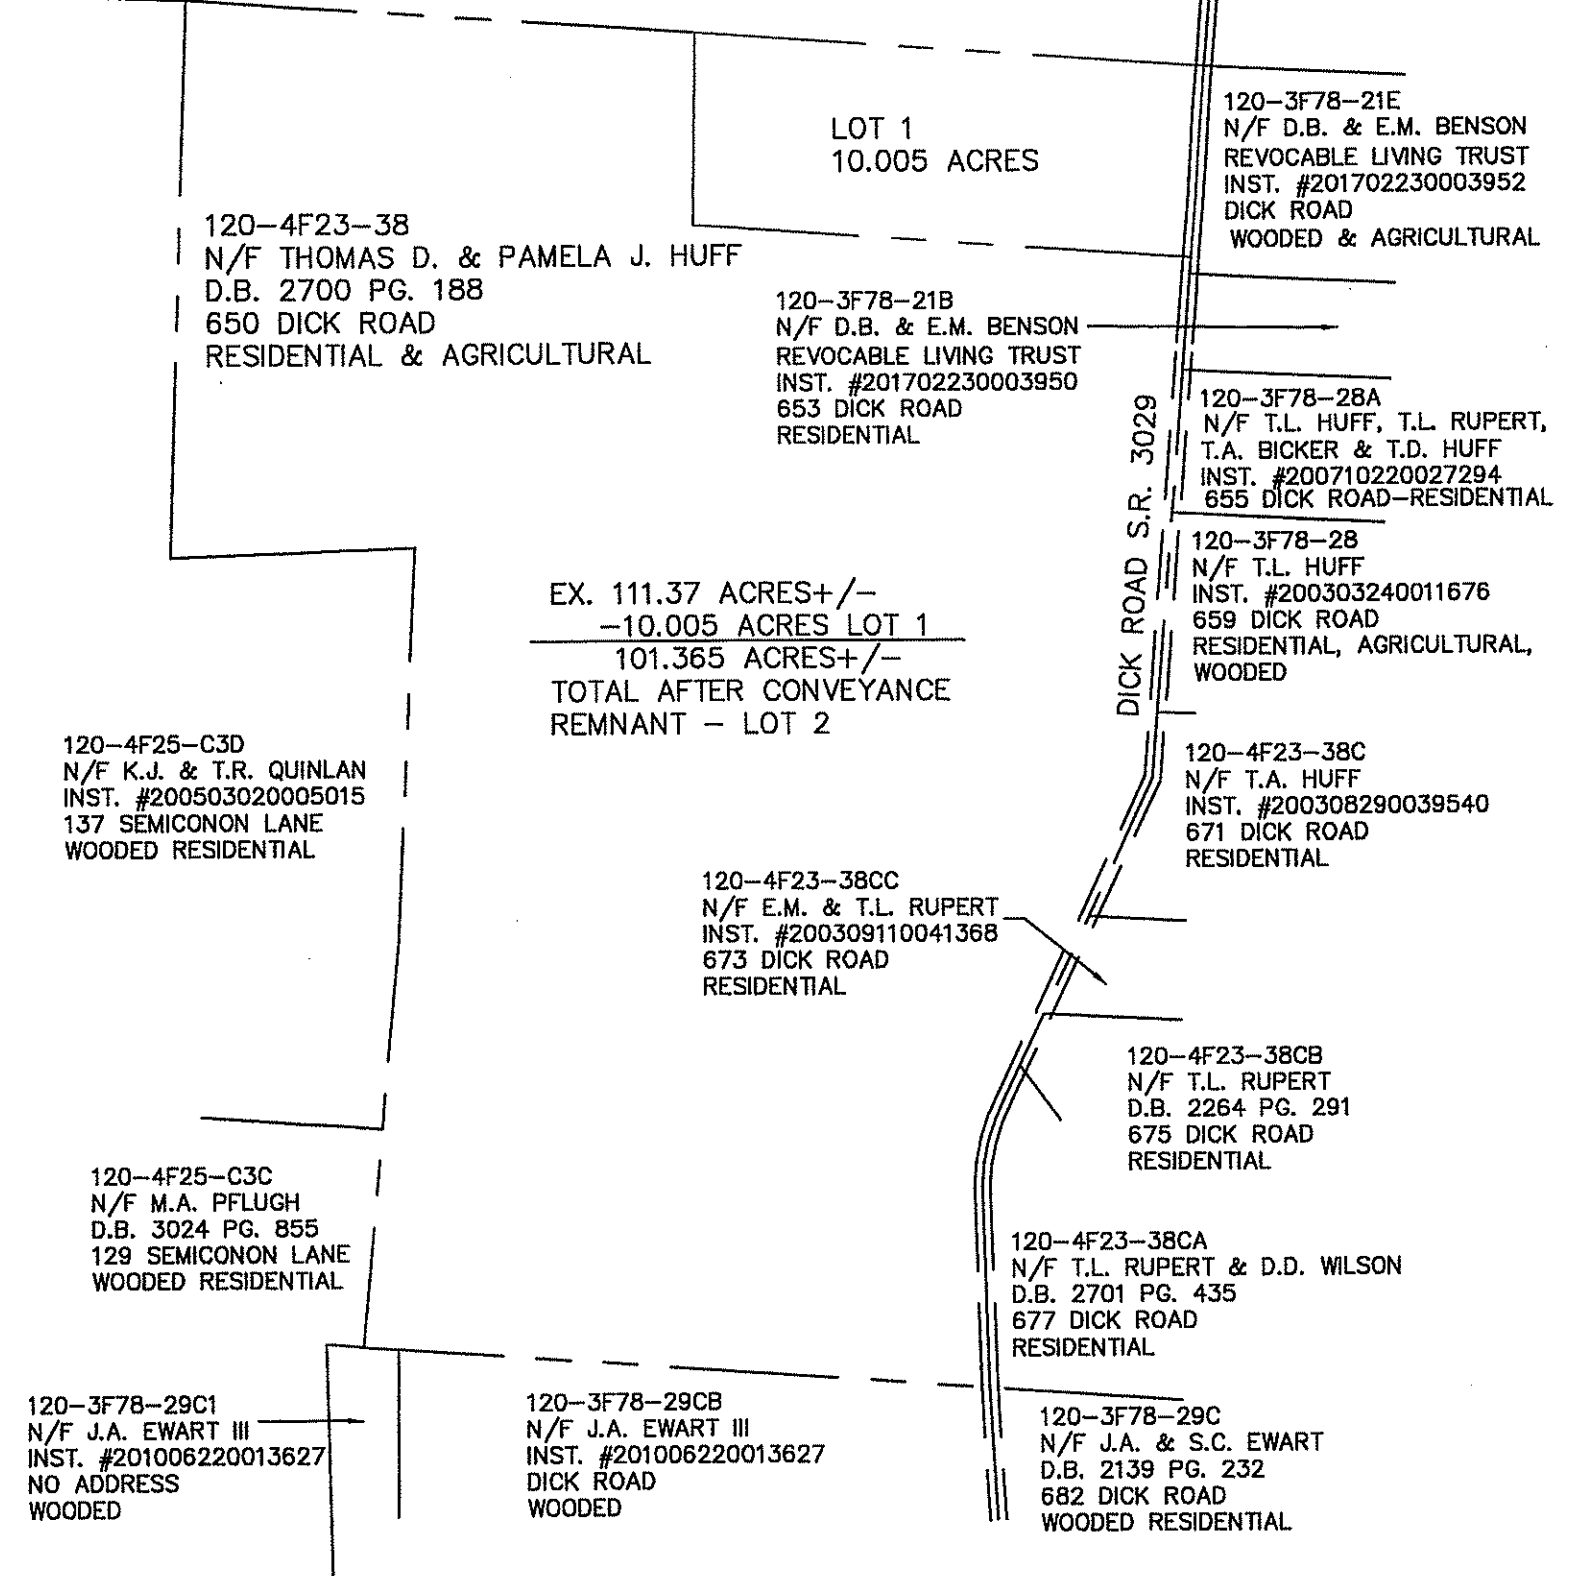 LOT 1
10.005 ACRES
120-3F78-21E
N/F D.B. & E.M. BENSON
REVOCABLE LIVING TRUST
INST. #201702230003952
DICK ROAD
WOODED & AGRICULTURAL
120-4F23-38
N/F THOMAS D. & PAMELA J. HUFF
D.B. 2700 PG. 188
650 DICK ROAD
RESIDENTIAL & AGRICULTURAL
120-3F78-21B
N/F D.B. & E.M. BENSON
REVOCABLE LIVING TRUST
INST. #201702230003950
653 DICK ROAD
RESIDENTIAL
120-3F78-28A
N/F T.L. HUFF, T.L. RUPERT,
T.A. BICKER & T.D. HUFF
INST. #200710220027294
655 DICK ROAD-RESIDENTIAL
DICK ROAD S.R. 3029
120-3F78-28
N/F T.L. HUFF
INST. #200303240011676
659 DICK ROAD
RESIDENTIAL, AGRICULTURAL,
WOODED
EX. 111.37 ACRES+/-
-10.005 ACRES LOT 1
101.365 ACRES+/-
TOTAL AFTER CONVEYANCE
REMNANT - LOT 2
120-4F25-C3D
N/F K.J. & T.R. QUINLAN
INST. #200503020005015
137 SEMICONON LANE
WOODED RESIDENTIAL
120-4F23-38C
N/F T.A. HUFF
INST. #200308290039540
671 DICK ROAD
RESIDENTIAL
120-4F23-38CC
N/F E.M. & T.L. RUPERT
INST. #200309110041368
673 DICK ROAD
RESIDENTIAL
120-4F23-38CB
N/F T.L. RUPERT
D.B. 2264 PG. 291
675 DICK ROAD
RESIDENTIAL
120-4F25-C3C
N/F M.A. PFLUGH
D.B. 3024 PG. 855
129 SEMICONON LANE
WOODED RESIDENTIAL
120-4F23-38CA
N/F T.L. RUPERT & D.D. WILSON
D.B. 2701 PG. 435
677 DICK ROAD
RESIDENTIAL
120-3F78-29C1
N/F J.A. EWART III
INST. #201006220013627
NO ADDRESS
WOODED
120-3F78-29CB
N/F J.A. EWART III
INST. #201006220013627
DICK ROAD
WOODED
120-3F78-29C
N/F J.A. & S.C. EWART
D.B. 2139 PG. 232
682 DICK ROAD
WOODED RESIDENTIAL